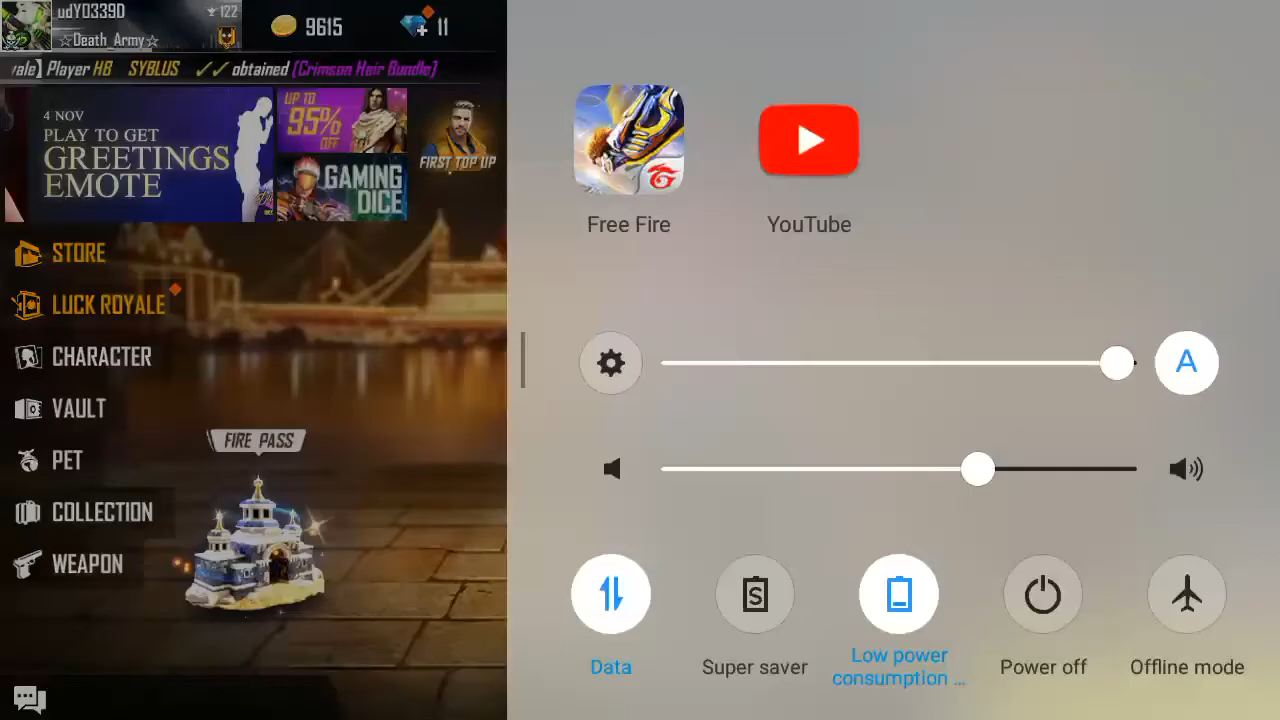 udY0339D
122
☆Death_Army☆
9615
11
vale] Player H8 SYBLUS ✓✓ obtained [Crimson Heir Bundle]
4 NOV
PLAY TO GET
GREETINGS
EMOTE
UP TO
95%
OFF
GAMING
DICE
FIRST TOP UP
STORE
LUCK ROYALE
CHARACTER
VAULT
PET
COLLECTION
WEAPON
FIRE PASS
Free Fire
YouTube
A
S
Data
Super saver
Low power
consumption ...
Power off
Offline mode